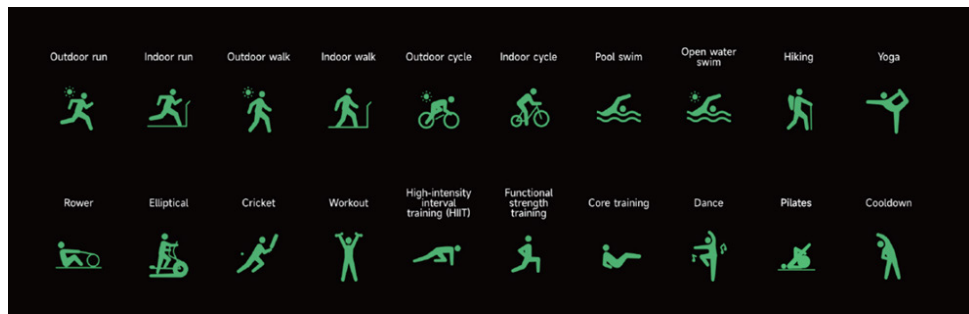 Outdoor run
Indoor run
Outdoor walk
Indoor walk
Outdoor cycle
Indoor cycle
Pool swim
Open water
swim
Hiking
Yoga
Rower
Elliptical
Cricket
Workout
High-intensity
interval
training (HIIT)
Functional
strength
training
Core training
Dance
Pilates
Cooldown